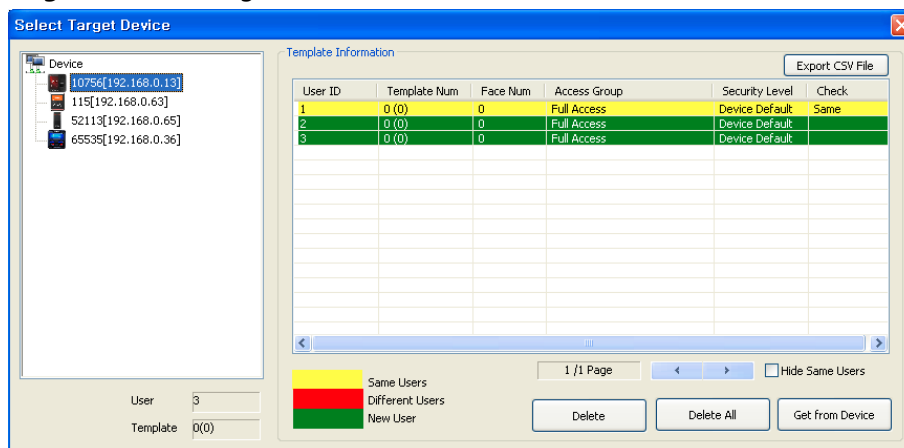 Select Target Device
Device
10756[192.168.0.13]
115[192.168.0.63]
52113[192.168.0.65]
65535[192.168.0.36]
User 3
Template 0(0)
Template Information
Export CSV File
User ID Template Num Face Num Access Group Security Level Check
1 0 (0) 0 Full Access Device Default Same
2 0 (0) 0 Full Access Device Default
3 0 (0) 0 Full Access Device Default
1 /1 Page
Hide Same Users
Same Users
Different Users
New User
Delete
Delete All
Get from Device